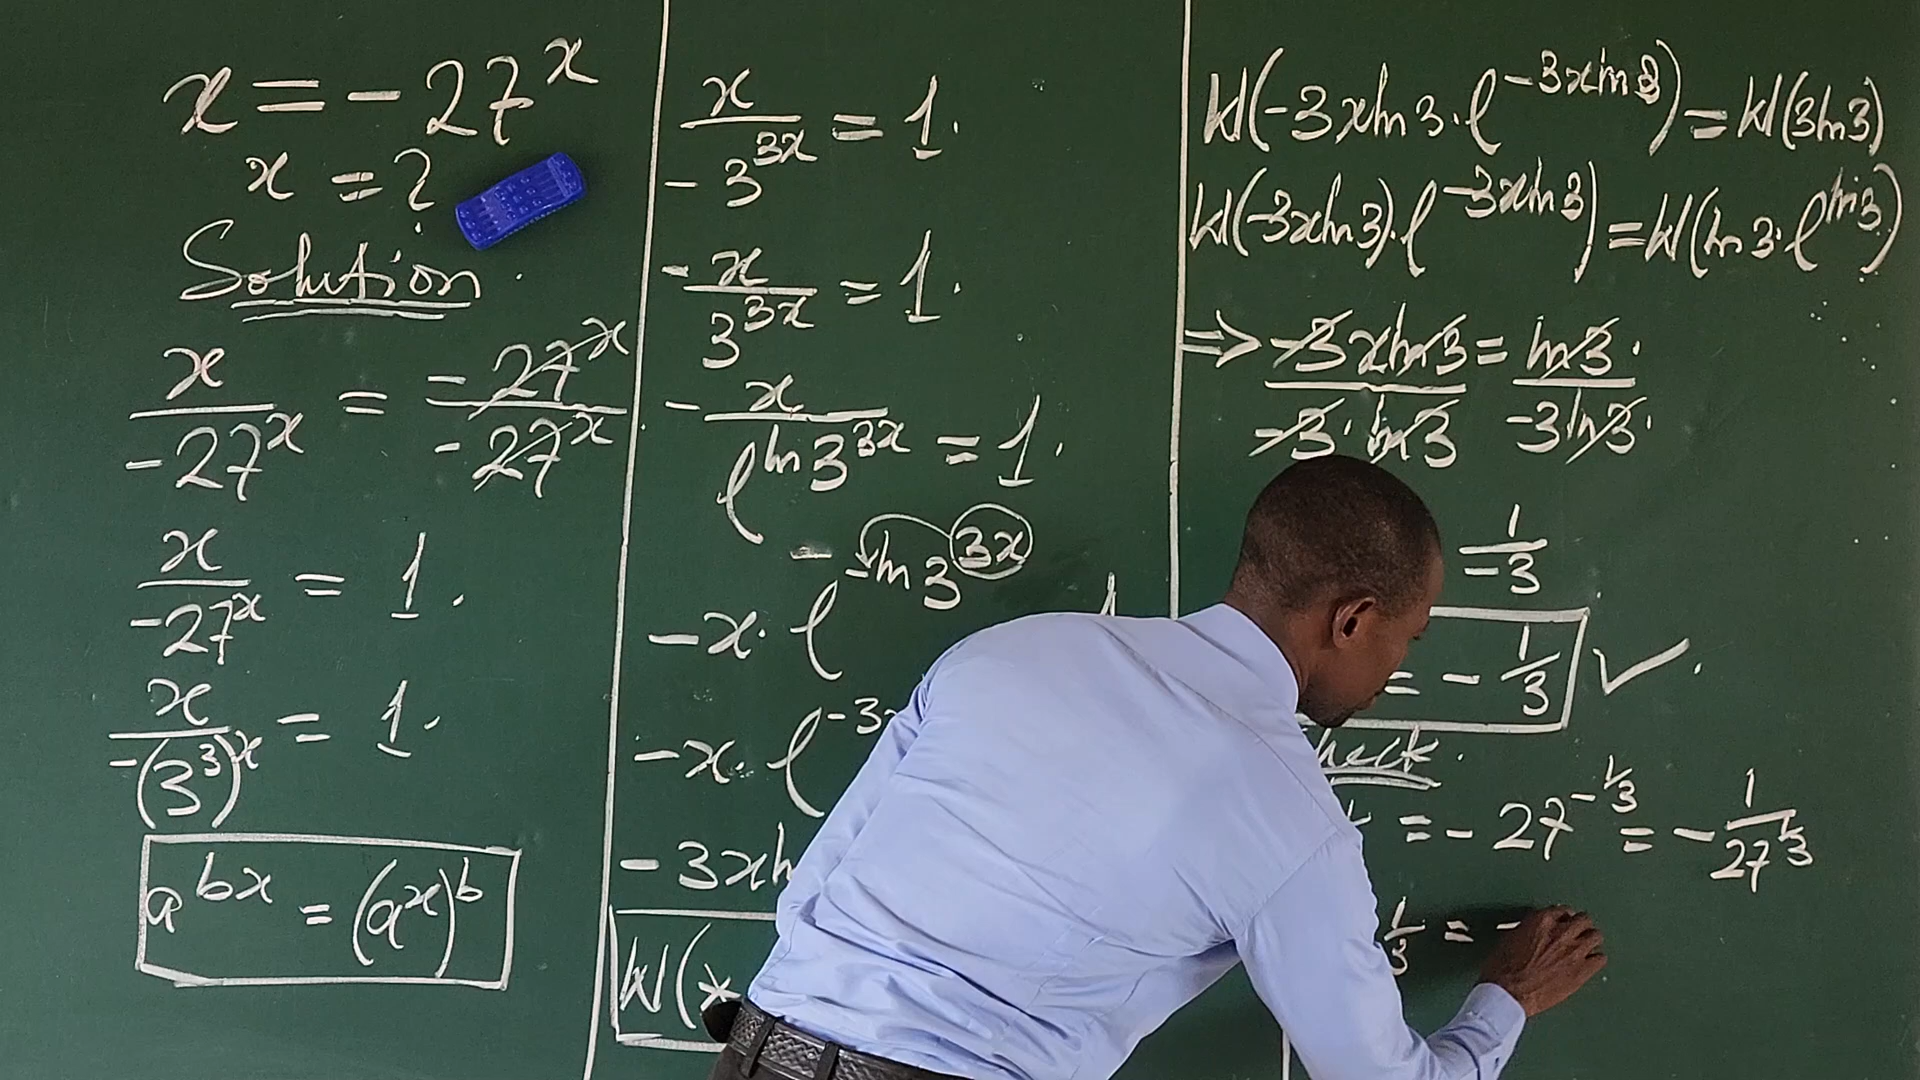 x = -27^x
x = ?
Solution.
x/-27^x = -27^x/-27^x
x/-27^x = 1.
x/-(3^3)^x = 1.
a^bx = (a^x)^b
x/-3^3x = 1.
-x/3^3x = 1.
-x/e^ln3^3x = 1.
-x·e^-ln3^3x
-x·e^-3
-3xln
W(*
W(-3xln3·e^-3xln3) = W(3ln3)
W(-3xln3)·e^-3xln3) = W(ln3·e^ln3)
⇒ -3xln3/-3·ln3 = ln3/-3ln3·
1/-3
= -1/3 ✓.
heck.
= -27^-1/3 = -1/27^1/3
1/3 = -